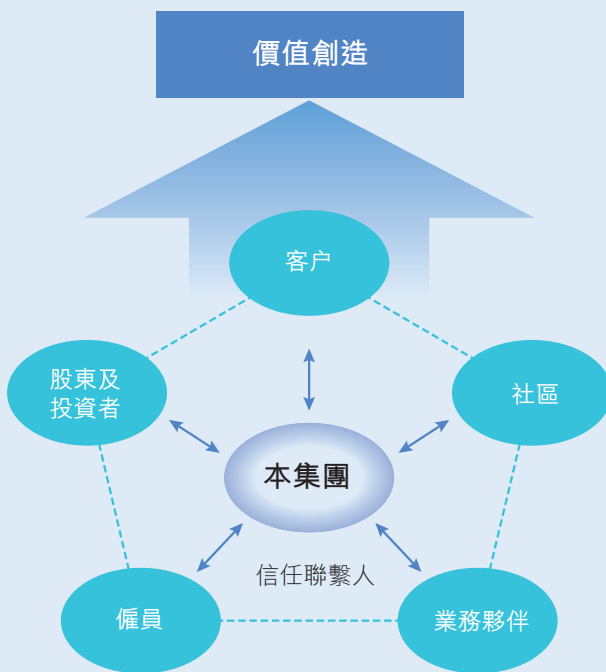 價值創造
客户
股東及
投資者
社區
本集團
信任聯繫人
僱員
業務夥伴